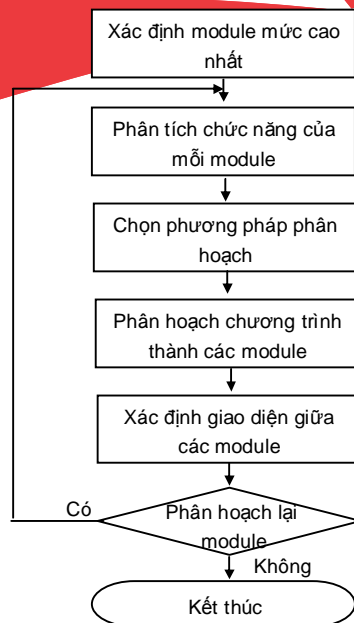 Xác định module mức cao
nhất
Phân tích chức năng của
mỗi module
Chọn phương pháp phân
hoạch
Phân hoạch chương trình
thành các module
Xác định giao diện giữa
các module
Có
Phân hoạch lại
module
Không
Kết thúc